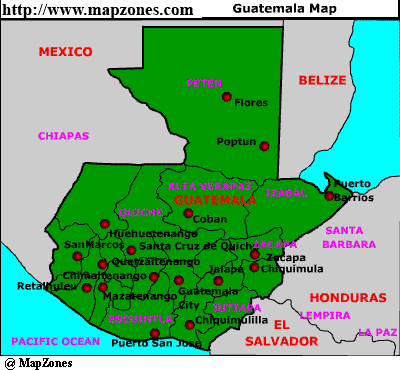 http://www.mapzones.com
Guatemala Map
MEXICO
PETEN
BELIZE
Flores
CHIAPAS
Poptun
ALTA VERAPAZ
IZABAL
Puerto
Barrios
GUATEMALA
QUICHE
Coban
SANTA
BARBARA
Huehuetenango
SanMarcos
Santa Cruz de Quich
ZACAPA
Zacapa
Quetzaltenango
Chimaltenango
Jalapa
Chiquimula
Retalhuleu
Mazatenango
Guatemala
City
HONDURAS
JUTIAPA
LEMPIRA
ESCUINTLA
Chiquimulilla
EL
SALVADOR
LA PAZ
PACIFIC OCEAN
Puerto San Jose
@ MapZones